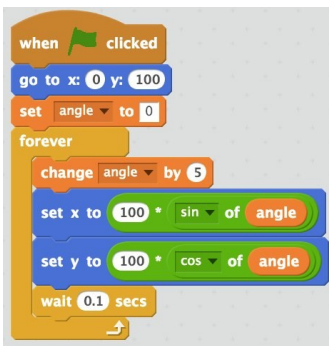 when clicked
go to x: 0 y: 100
set angle to 0
forever
change angle by 5
set x to 100 * sin of angle
set y to 100 * cos of angle
wait 0.1 secs